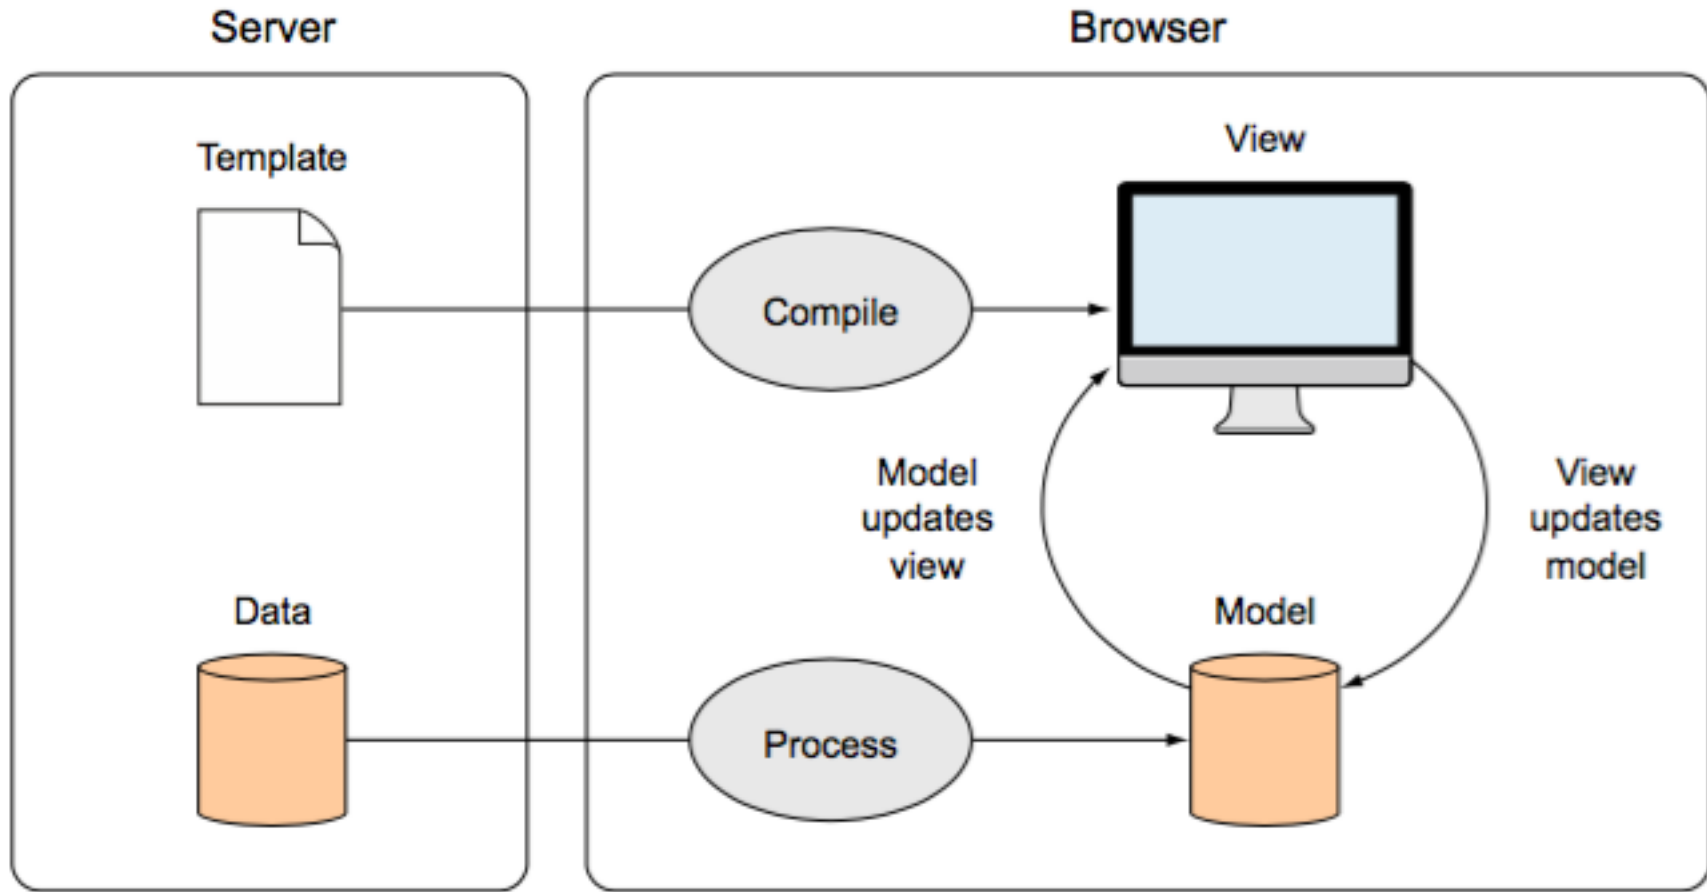 Server
Browser
Template
View
Compile
Model
updates
view
View
updates
model
Data
Model
Process